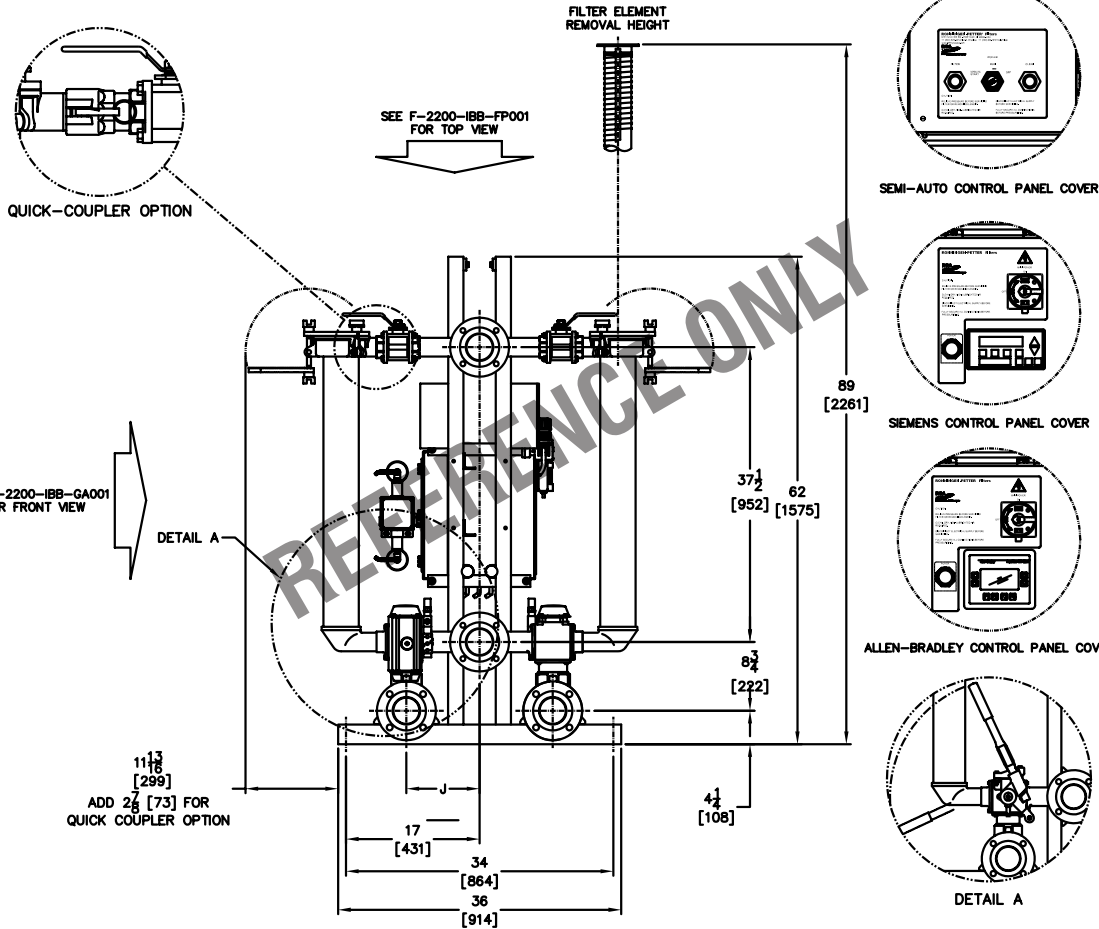 FILTER ELEMENT
REMOVAL HEIGHT
SEE F-2200-IBB-FP001
FOR TOP VIEW
QUICK-COUPLER OPTION
SEMI-AUTO CONTROL PANEL COVER
SIEMENS CONTROL PANEL COVER
ALLEN-BRADLEY CONTROL PANEL COV
-2200-IBB-GA001
R FRONT VIEW
DETAIL A
REFERENCE ONLY
89
[2261]
62
[1575]
37 1/2
[952]
8 3/4
[222]
4 1/4
[108]
11 13/16
[299]
ADD 2 7/8 [73] FOR
QUICK COUPLER OPTION
J
17
[431]
34
[864]
36
[914]
DETAIL A